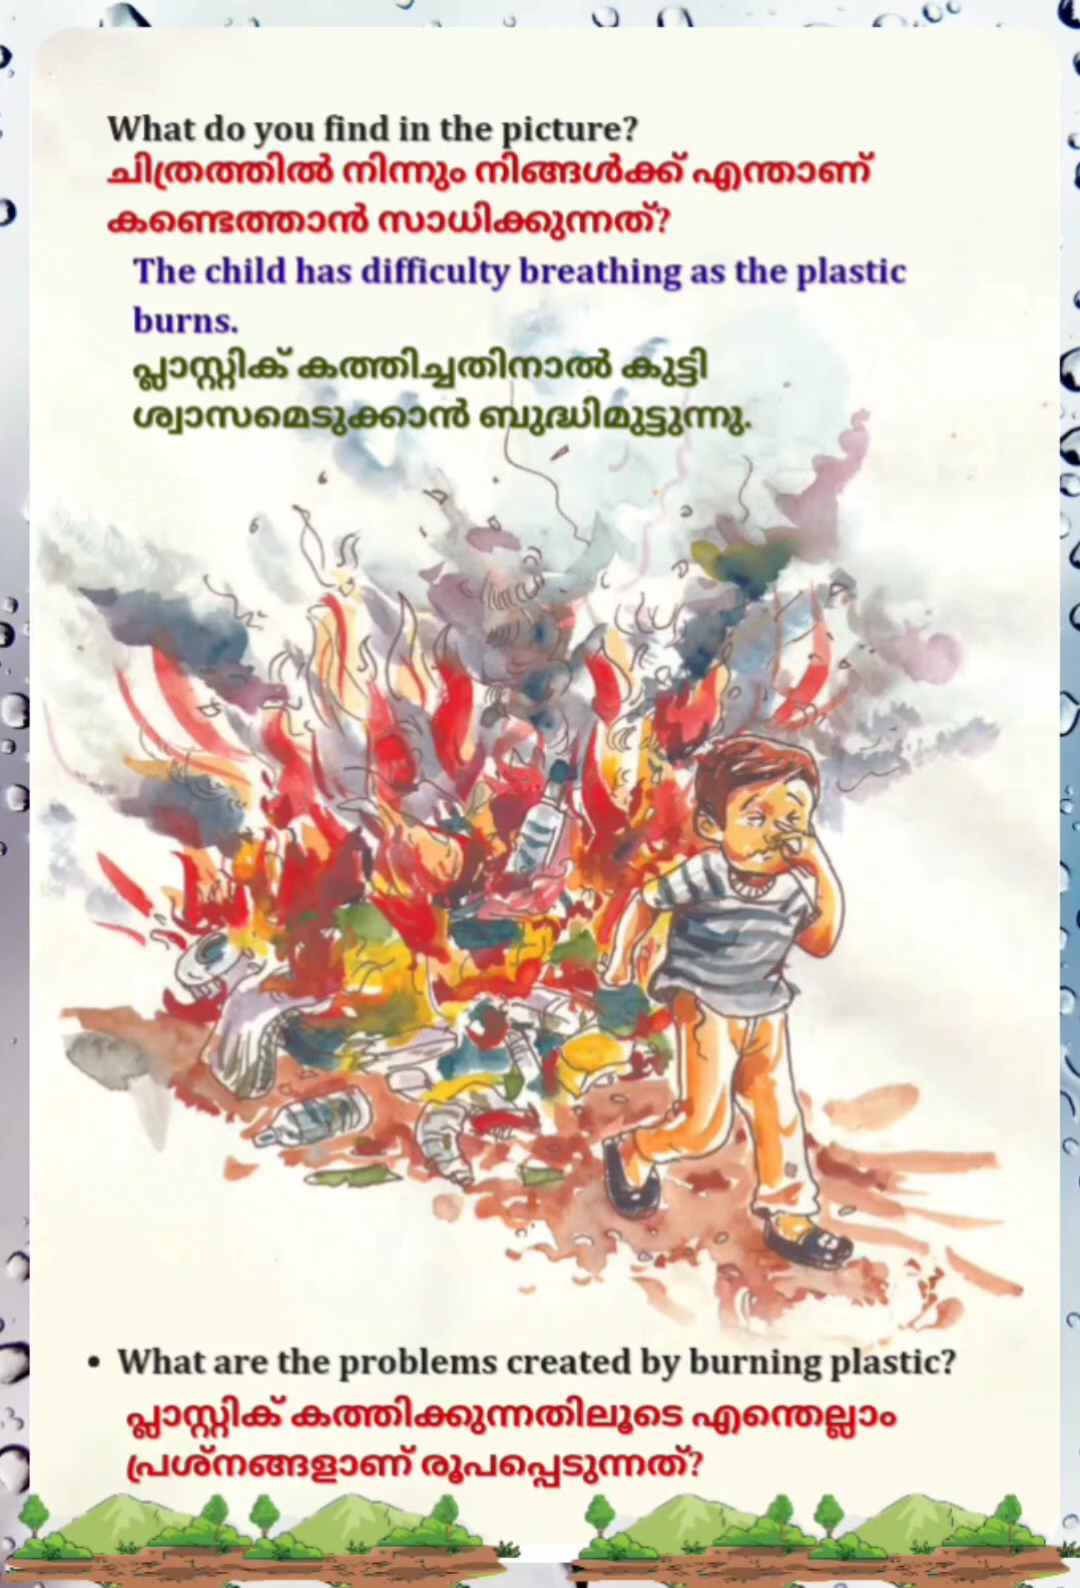 What do you find in the picture?
ചിത്രത്തിൽ നിന്നും നിങ്ങൾക്ക് എന്താണ്
കണ്ടെത്താൻ സാധിക്കുന്നത്?
The child has difficulty breathing as the plastic
burns.
പ്ലാസ്റ്റിക് കത്തിച്ചതിനാൽ കുട്ടി
ശ്വാസമെടുക്കാൻ ബുദ്ധിമുട്ടുന്നു.
• What are the problems created by burning plastic?
പ്ലാസ്റ്റിക് കത്തിക്കുന്നതിലൂടെ എന്തെല്ലാം
പ്രശ്നങ്ങളാണ് രൂപപ്പെടുന്നത്?